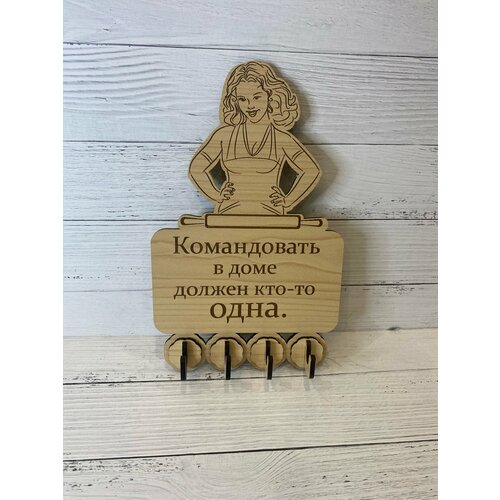 Командовать
в доме
должен кто-то
одна.